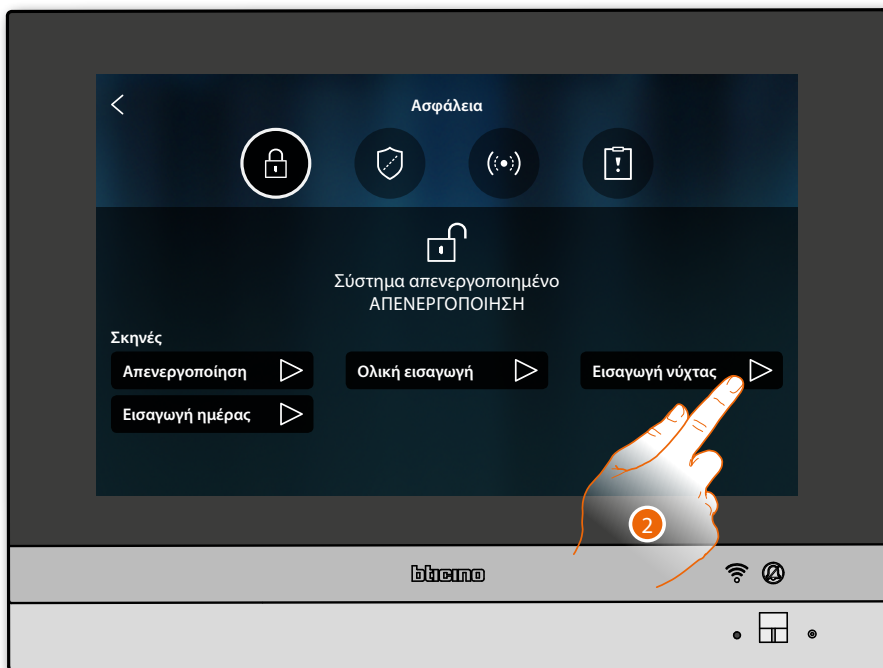 Ασφάλεια
Σύστημα απενεργοποιημένο
ΑΠΕΝΕΡΓΟΠΟΙΗΣΗ
Σκηνές
Απενεργοποίηση
Ολική εισαγωγή
Εισαγωγή νύχτας
Εισαγωγή ημέρας
2
bticino